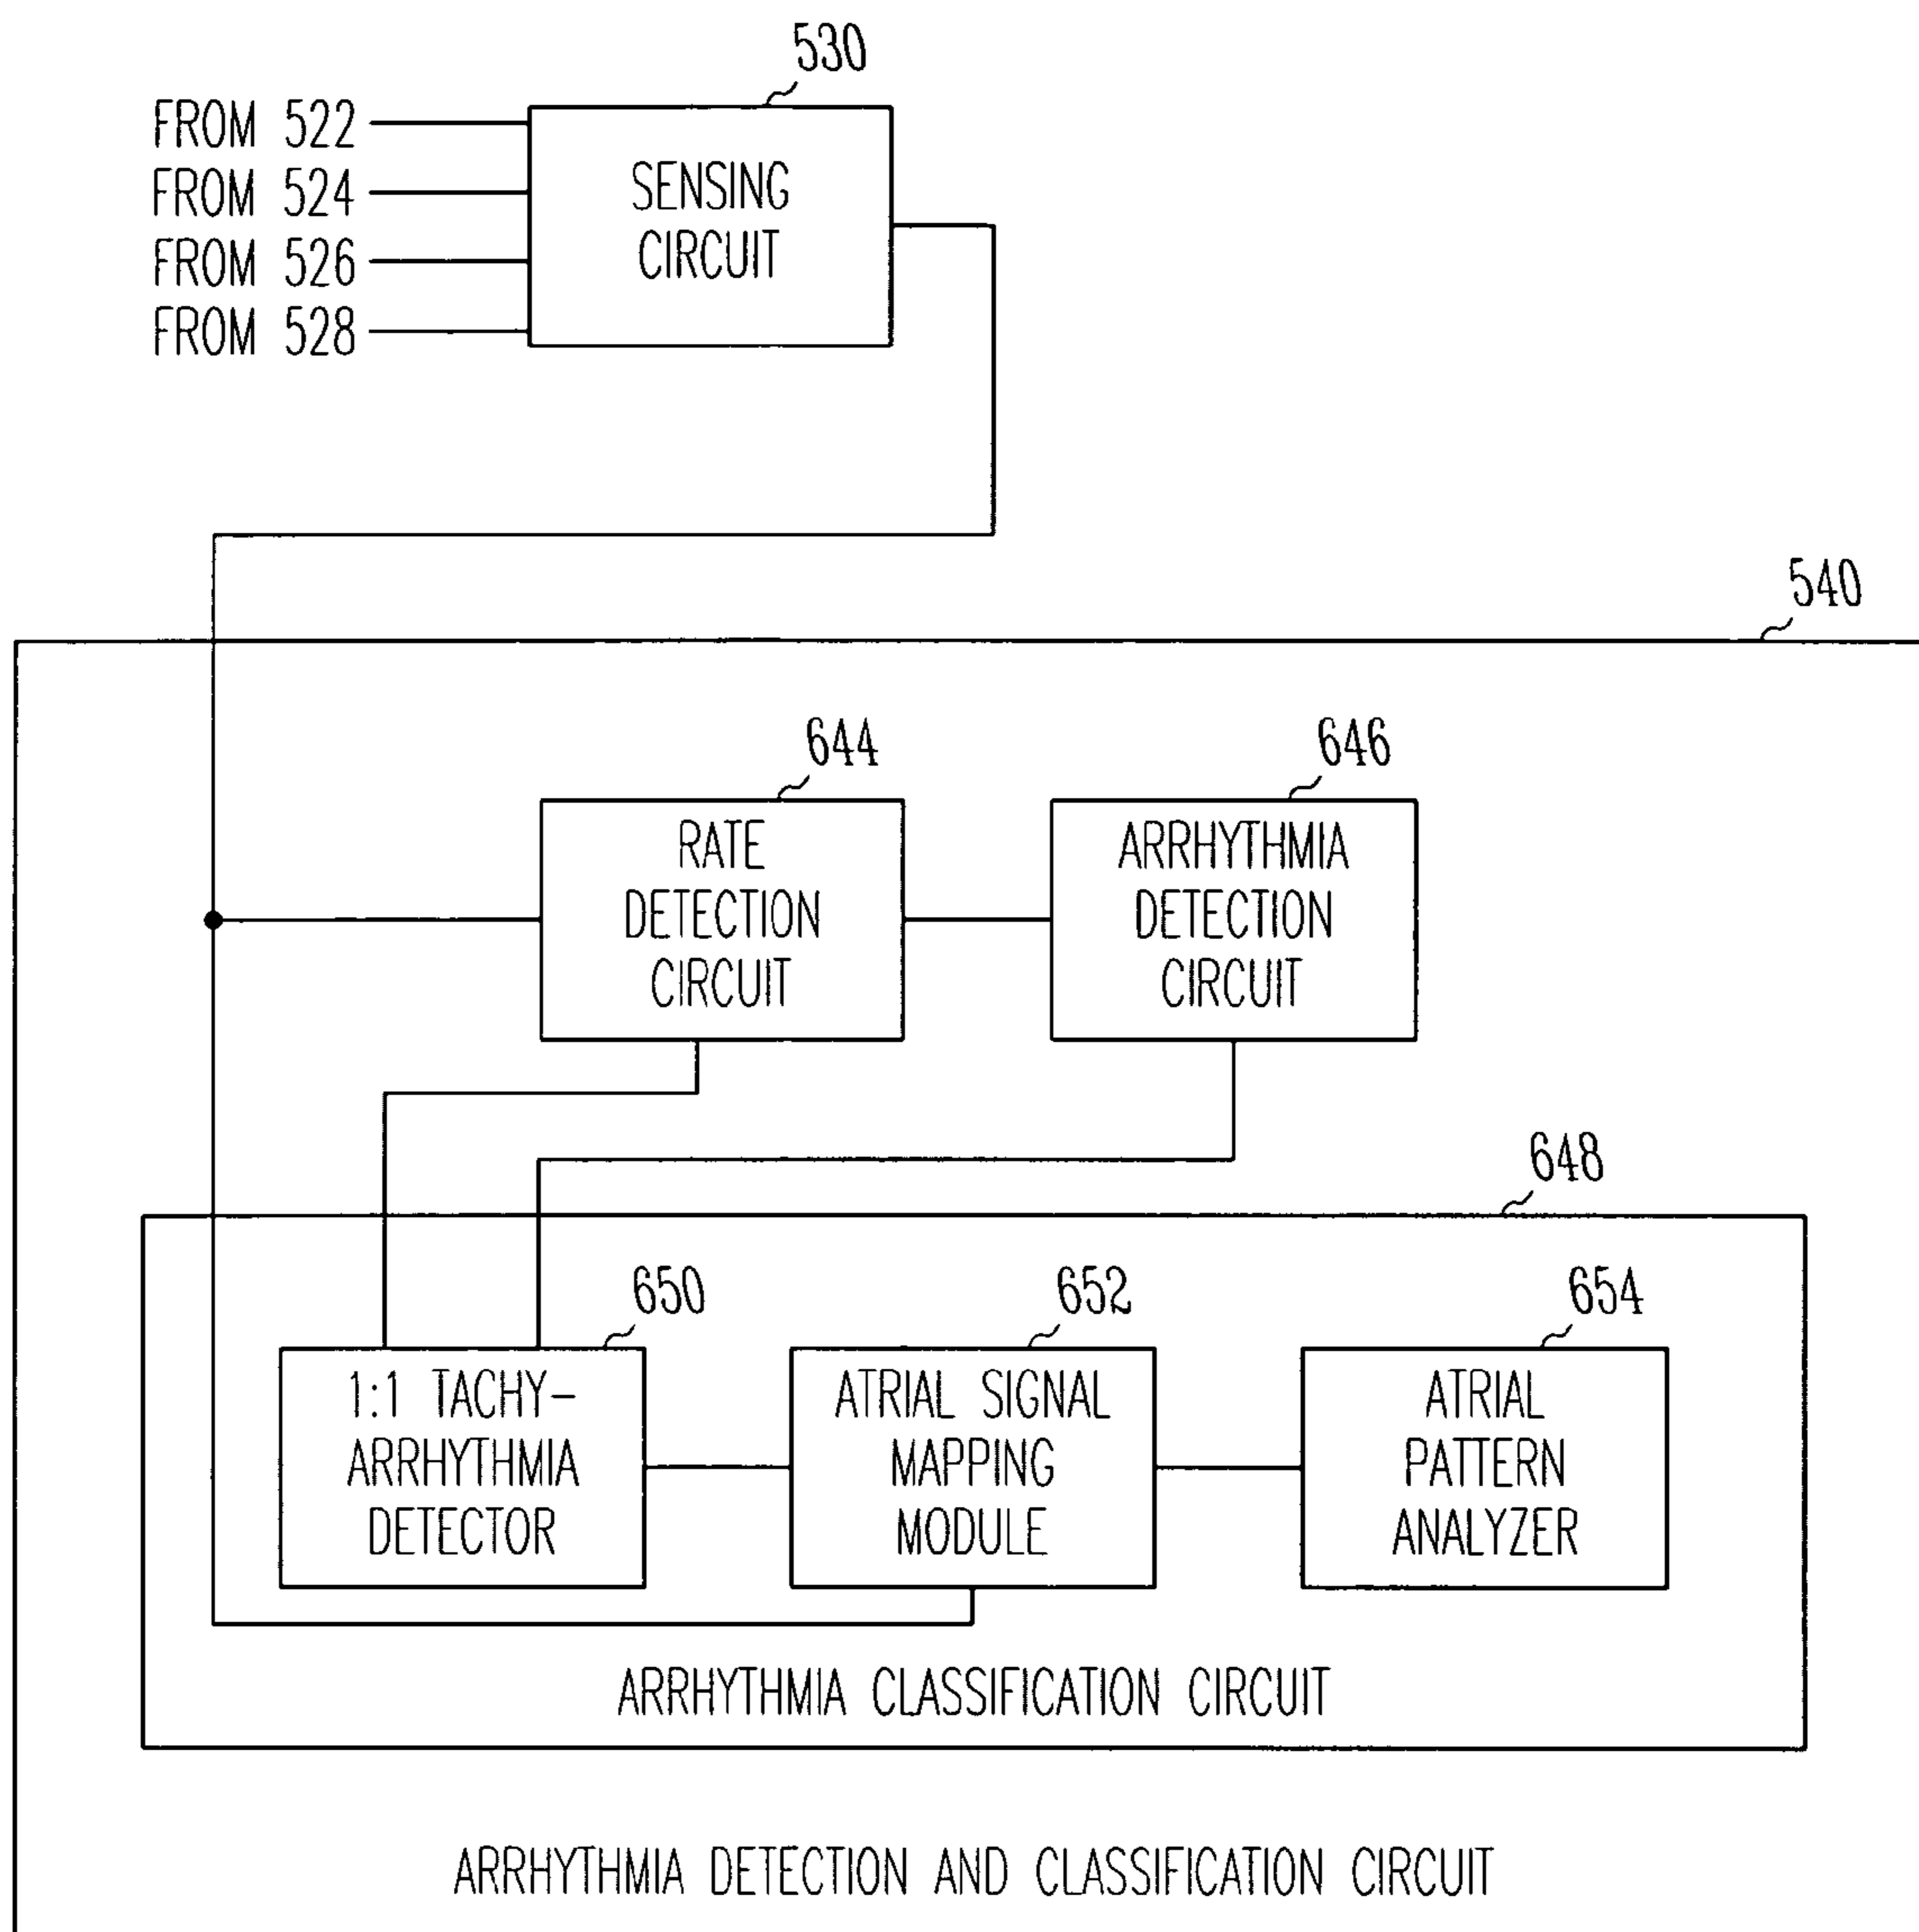 530
FROM 522
FROM 524
FROM 526
FROM 528
SENSING
CIRCUIT
540
644
646
RATE
DETECTION
CIRCUIT
ARRHYTHMIA
DETECTION
CIRCUIT
648
650
652
654
1:1 TACHY-
ARRHYTHMIA
DETECTOR
ATRIAL SIGNAL
MAPPING
MODULE
ATRIAL
PATTERN
ANALYZER
ARRHYTHMIA CLASSIFICATION CIRCUIT
ARRHYTHMIA DETECTION AND CLASSIFICATION CIRCUIT